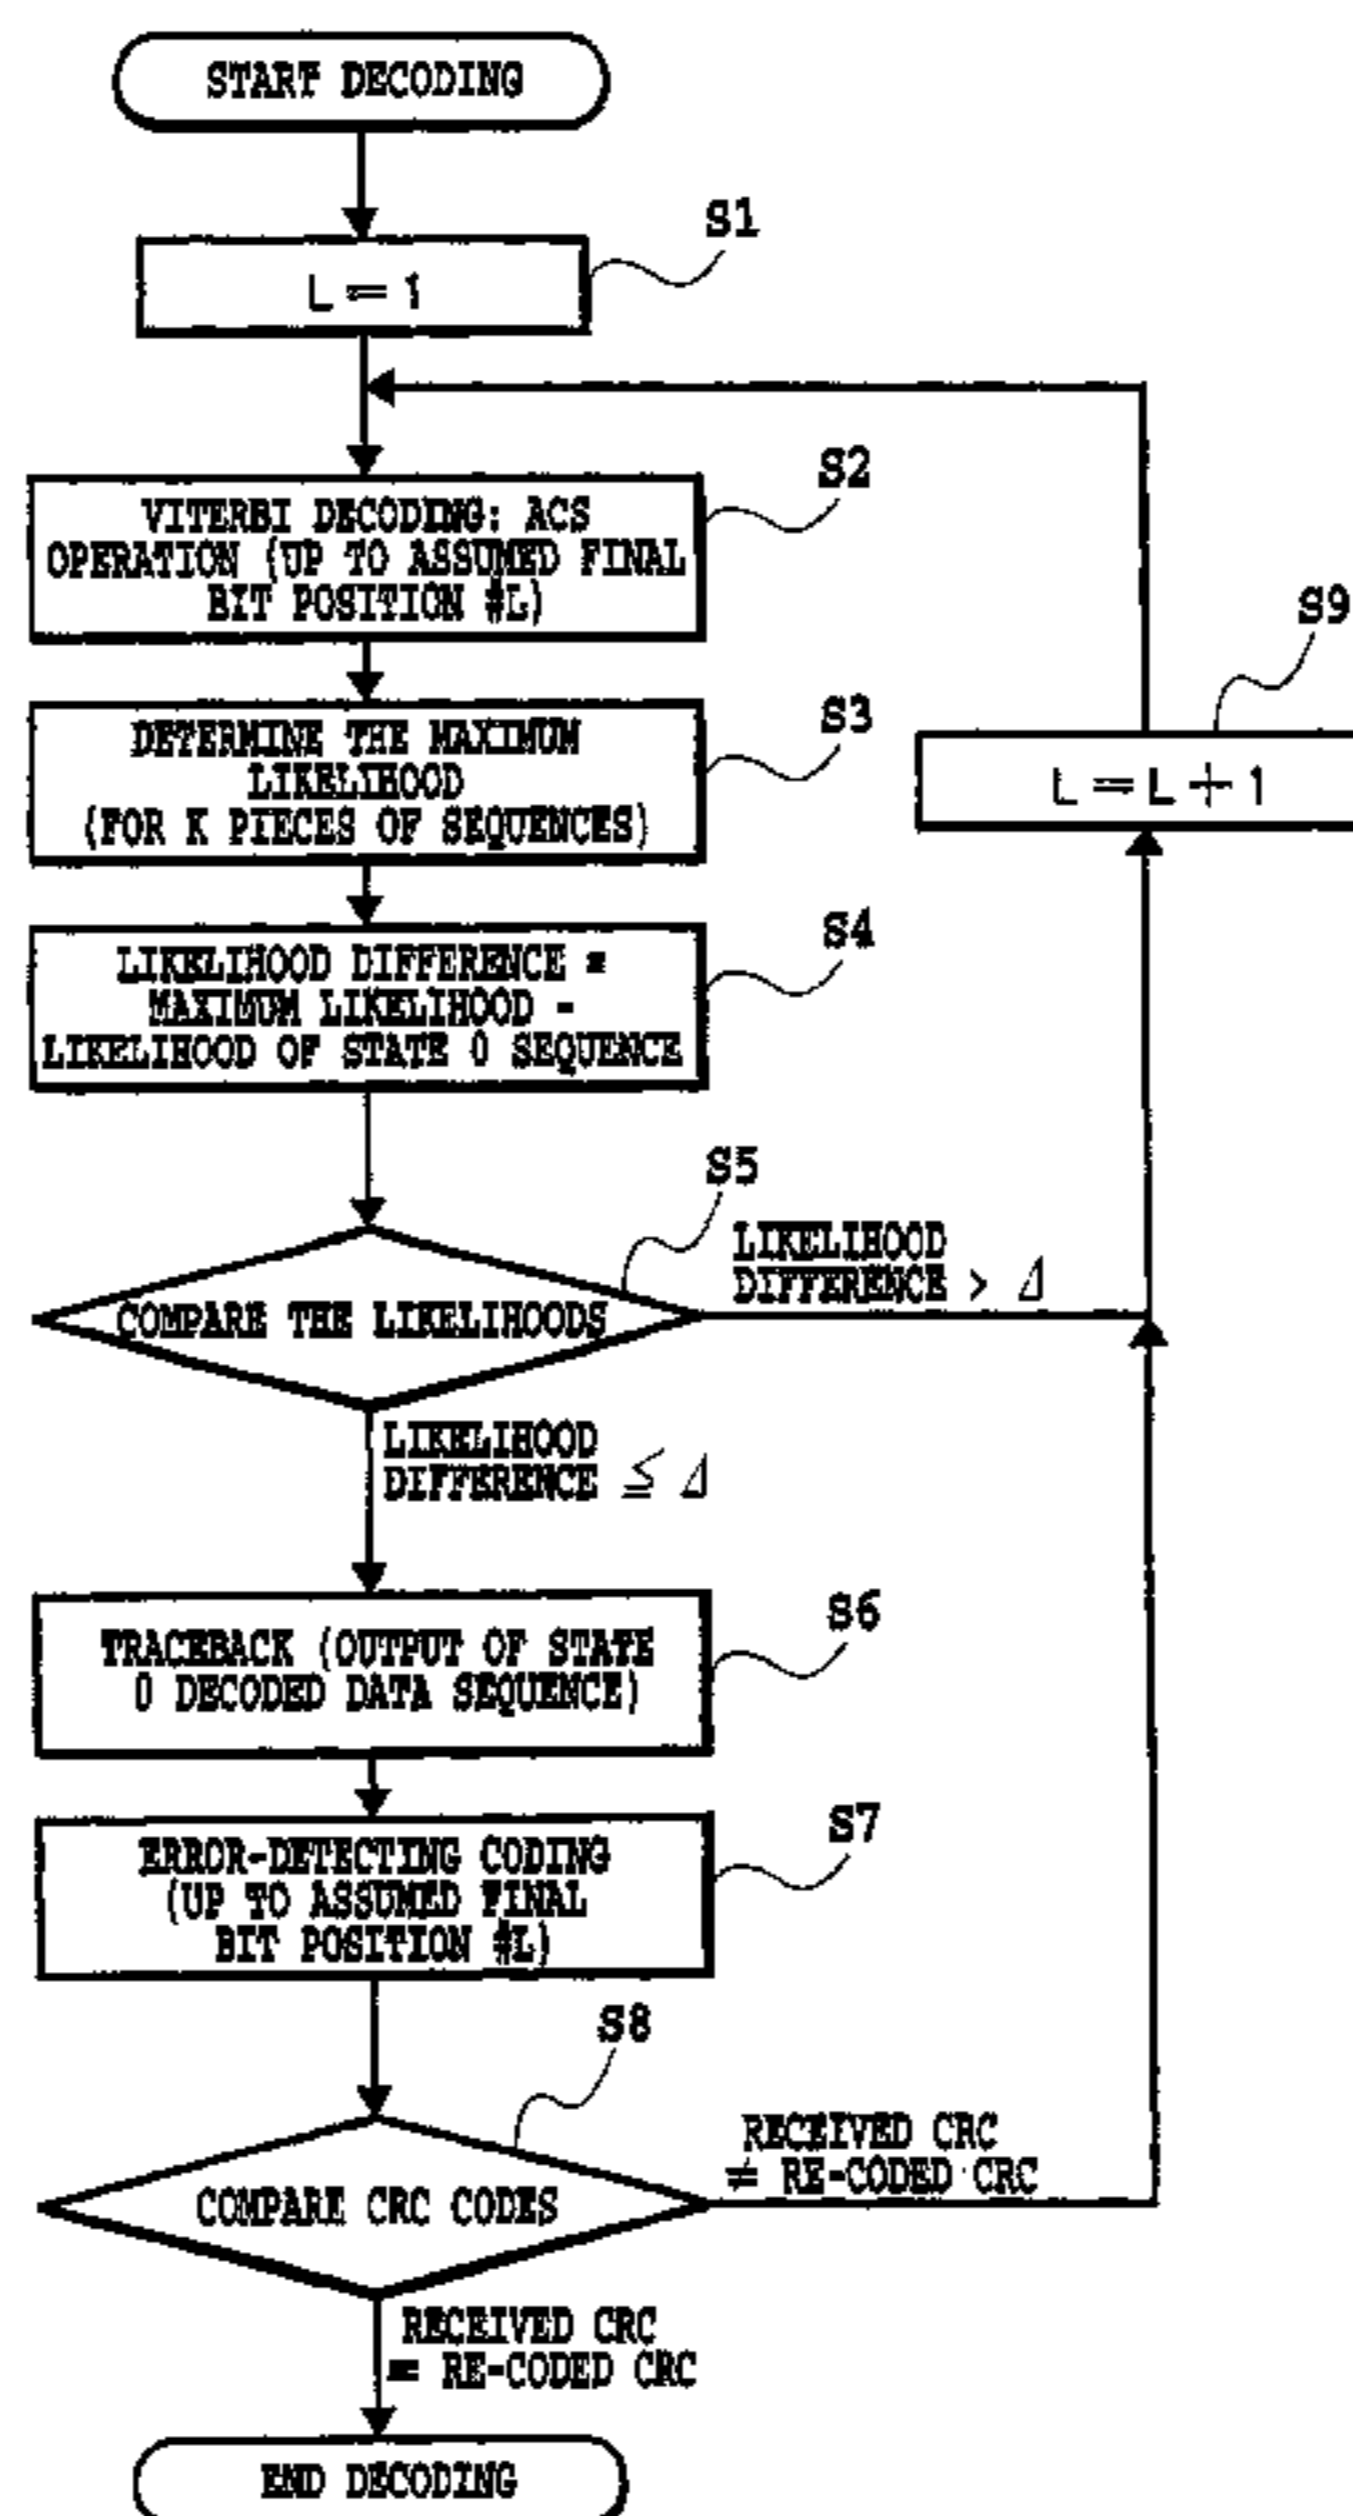 START DECODING
S1
L = 1
S2
VITERBI DECODING: ACS
OPERATION (UP TO ASSUMED FINAL
BIT POSITION #L)
S3
DETERMINE THE MAXIMUM
LIKELIHOOD
(FOR K PIECES OF SEQUENCES)
S9
L = L + 1
S4
LIKELIHOOD DIFFERENCE =
MAXIMUM LIKELIHOOD -
LIKELIHOOD OF STATE 0 SEQUENCE
S5
COMPARE THE LIKELIHOODS
LIKELIHOOD
DIFFERENCE > Δ
LIKELIHOOD
DIFFERENCE ≦ Δ
S6
TRACEBACK (OUTPUT OF STATE
0 DECODED DATA SEQUENCE)
S7
ERROR-DETECTING CODING
(UP TO ASSUMED FINAL
BIT POSITION #L)
S8
COMPARE CRC CODES
RECEIVED CRC
≠ RE-CODED CRC
RECEIVED CRC
= RE-CODED CRC
END DECODING